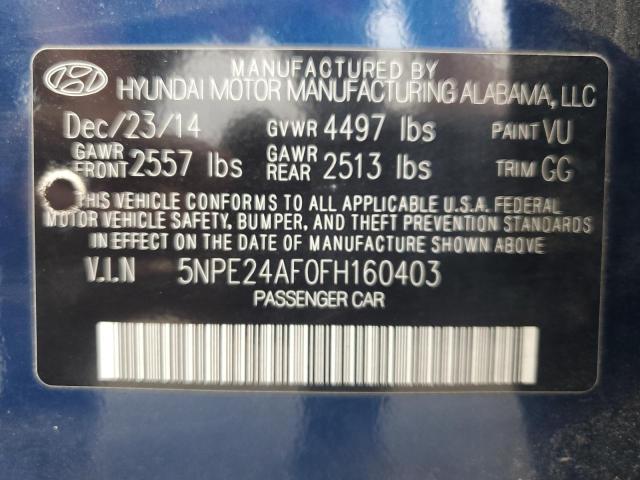 MANUFACTURED BY
HYUNDAI MOTOR MANUFACTURING ALABAMA, LLC
Dec/23/14 GVWR 4497 lbs PAINT VU
GAWR FRONT 2557 lbs GAWR REAR 2513 lbs TRIM GG
THIS VEHICLE CONFORMS TO ALL APPLICABLE U.S.A. FEDERAL
MOTOR VEHICLE SAFETY, BUMPER, AND THEFT PREVENTION STANDARDS
IN EFFECT ON THE DATE OF MANUFACTURE SHOWN ABOVE.
V.I.N 5NPE24AF0FH160403
PASSENGER CAR